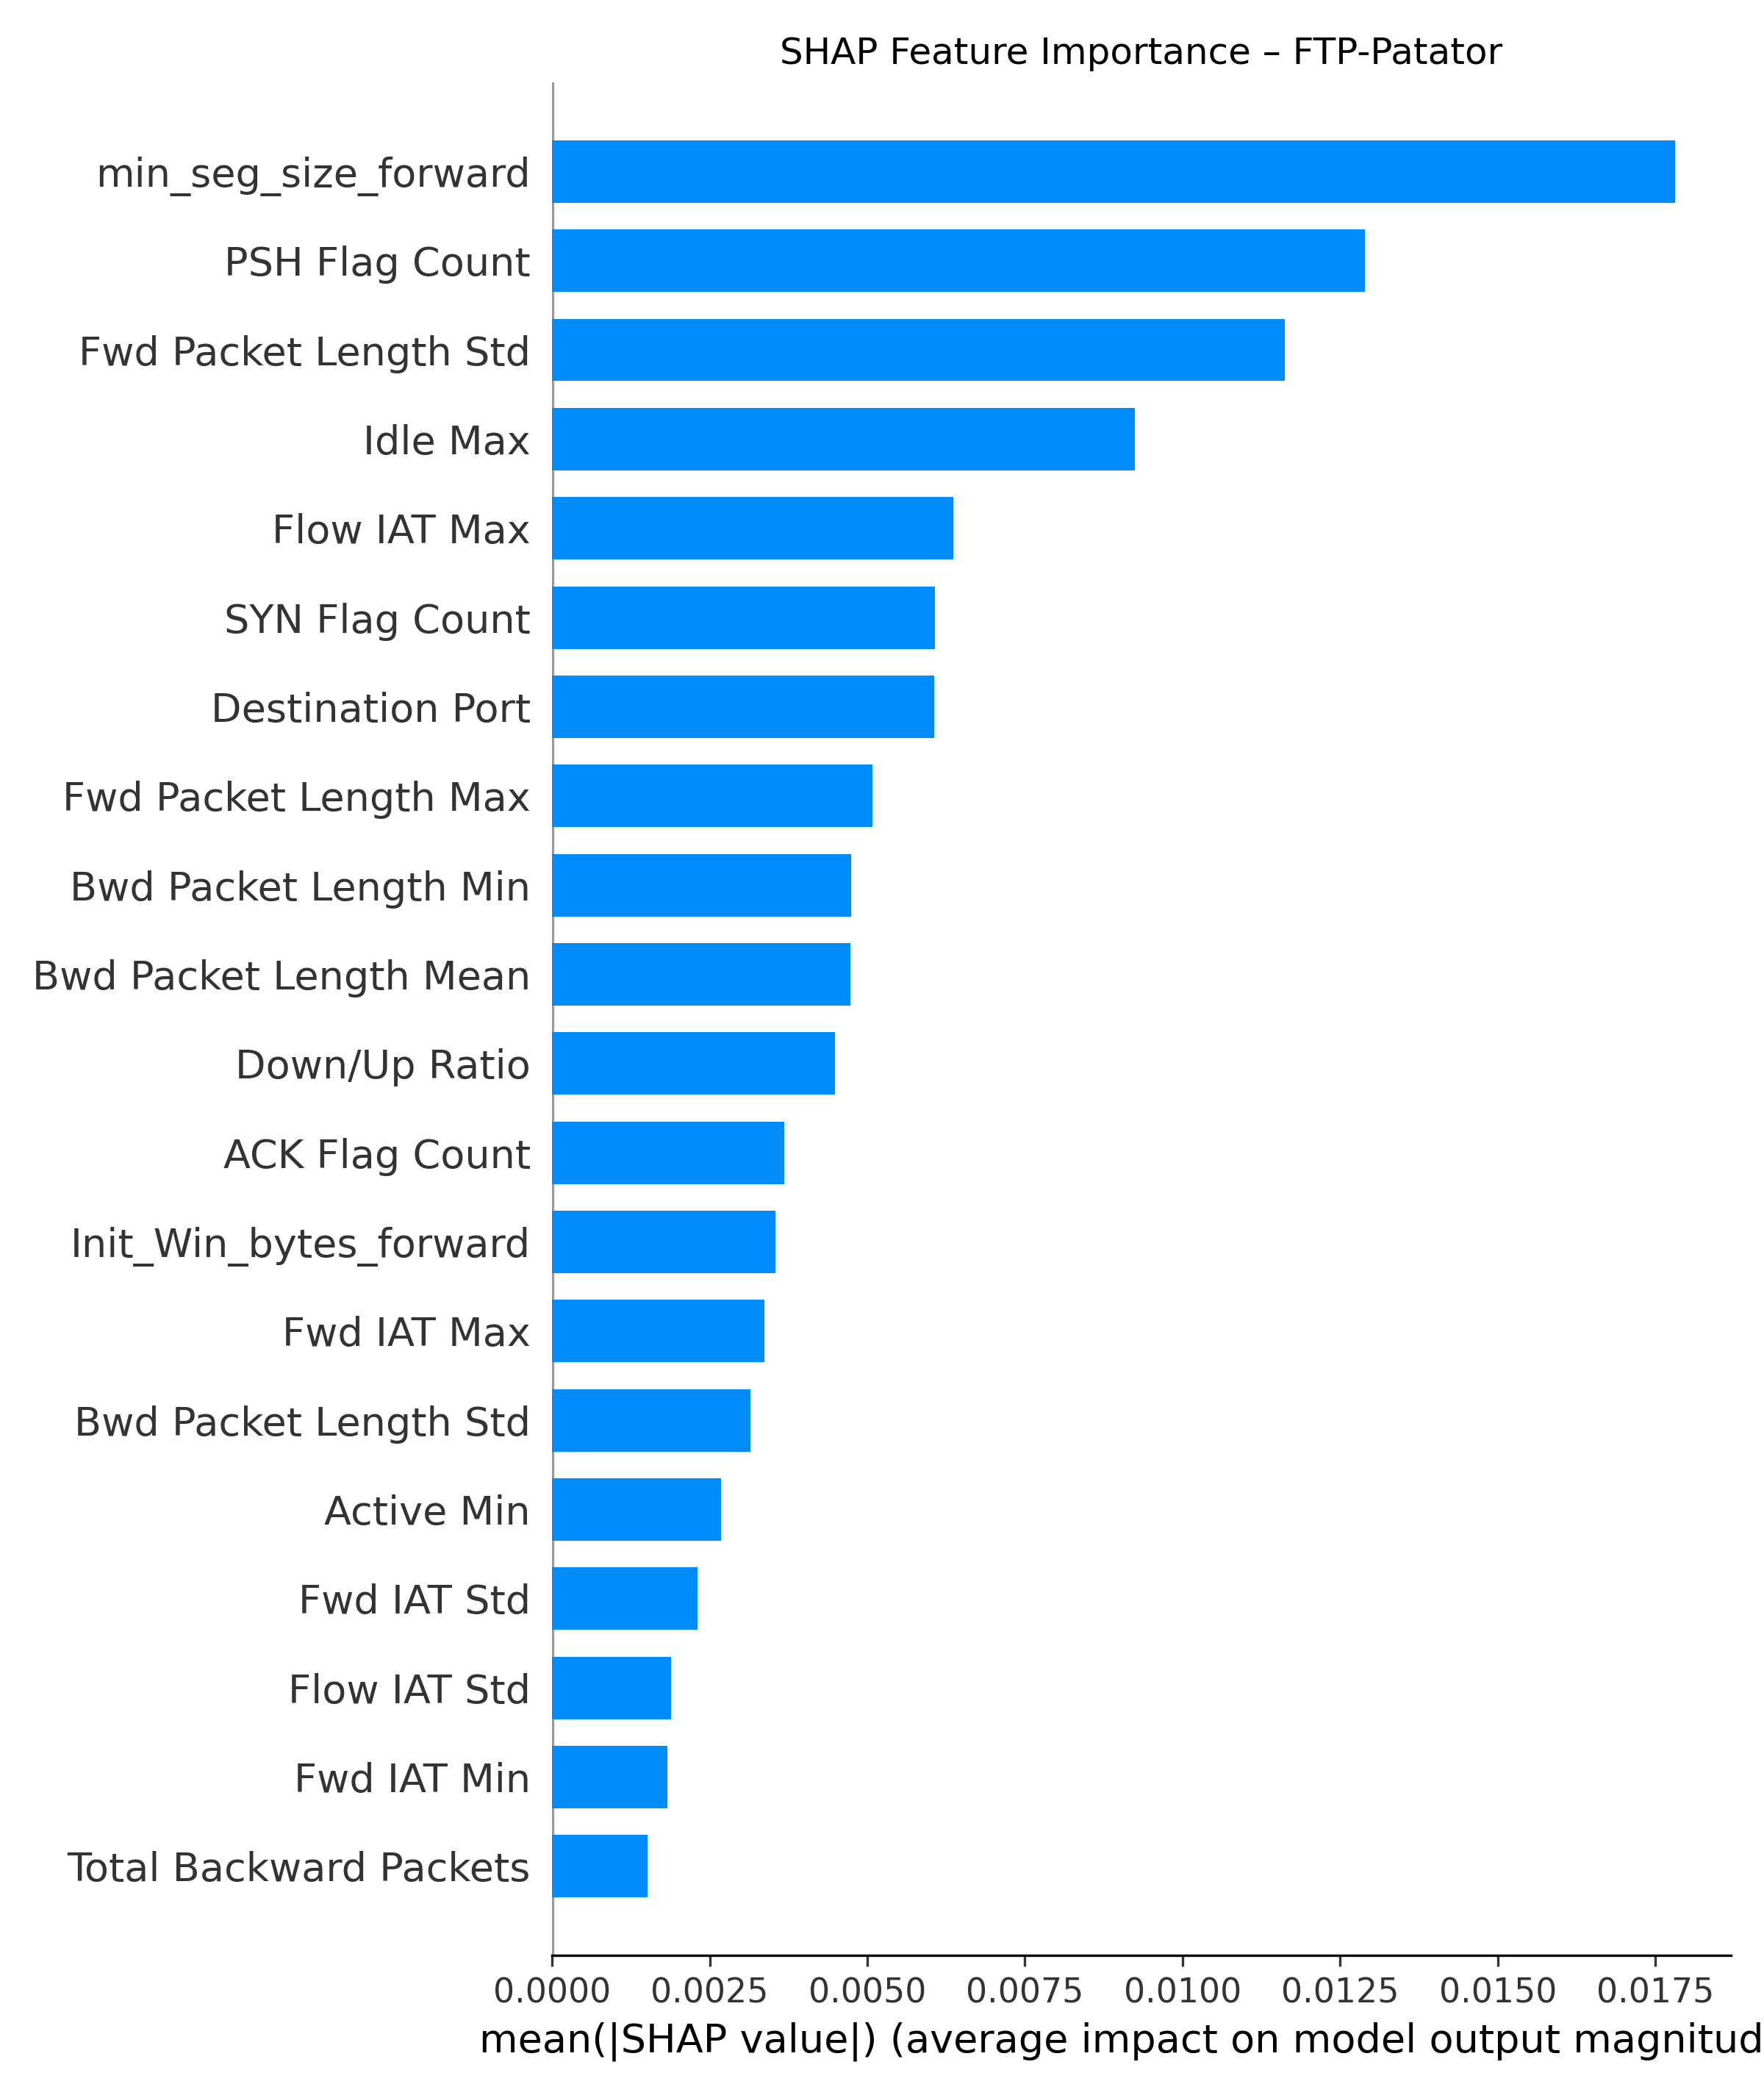 SHAP Feature Importance – FTP-Patator
min_seg_size_forward
PSH Flag Count
Fwd Packet Length Std
Idle Max
Flow IAT Max
SYN Flag Count
Destination Port
Fwd Packet Length Max
Bwd Packet Length Min
Bwd Packet Length Mean
Down/Up Ratio
ACK Flag Count
Init_Win_bytes_forward
Fwd IAT Max
Bwd Packet Length Std
Active Min
Fwd IAT Std
Flow IAT Std
Fwd IAT Min
Total Backward Packets
0.0000 0.0025 0.0050 0.0075 0.0100 0.0125 0.0150 0.0175
mean(|SHAP value|) (average impact on model output magnitud